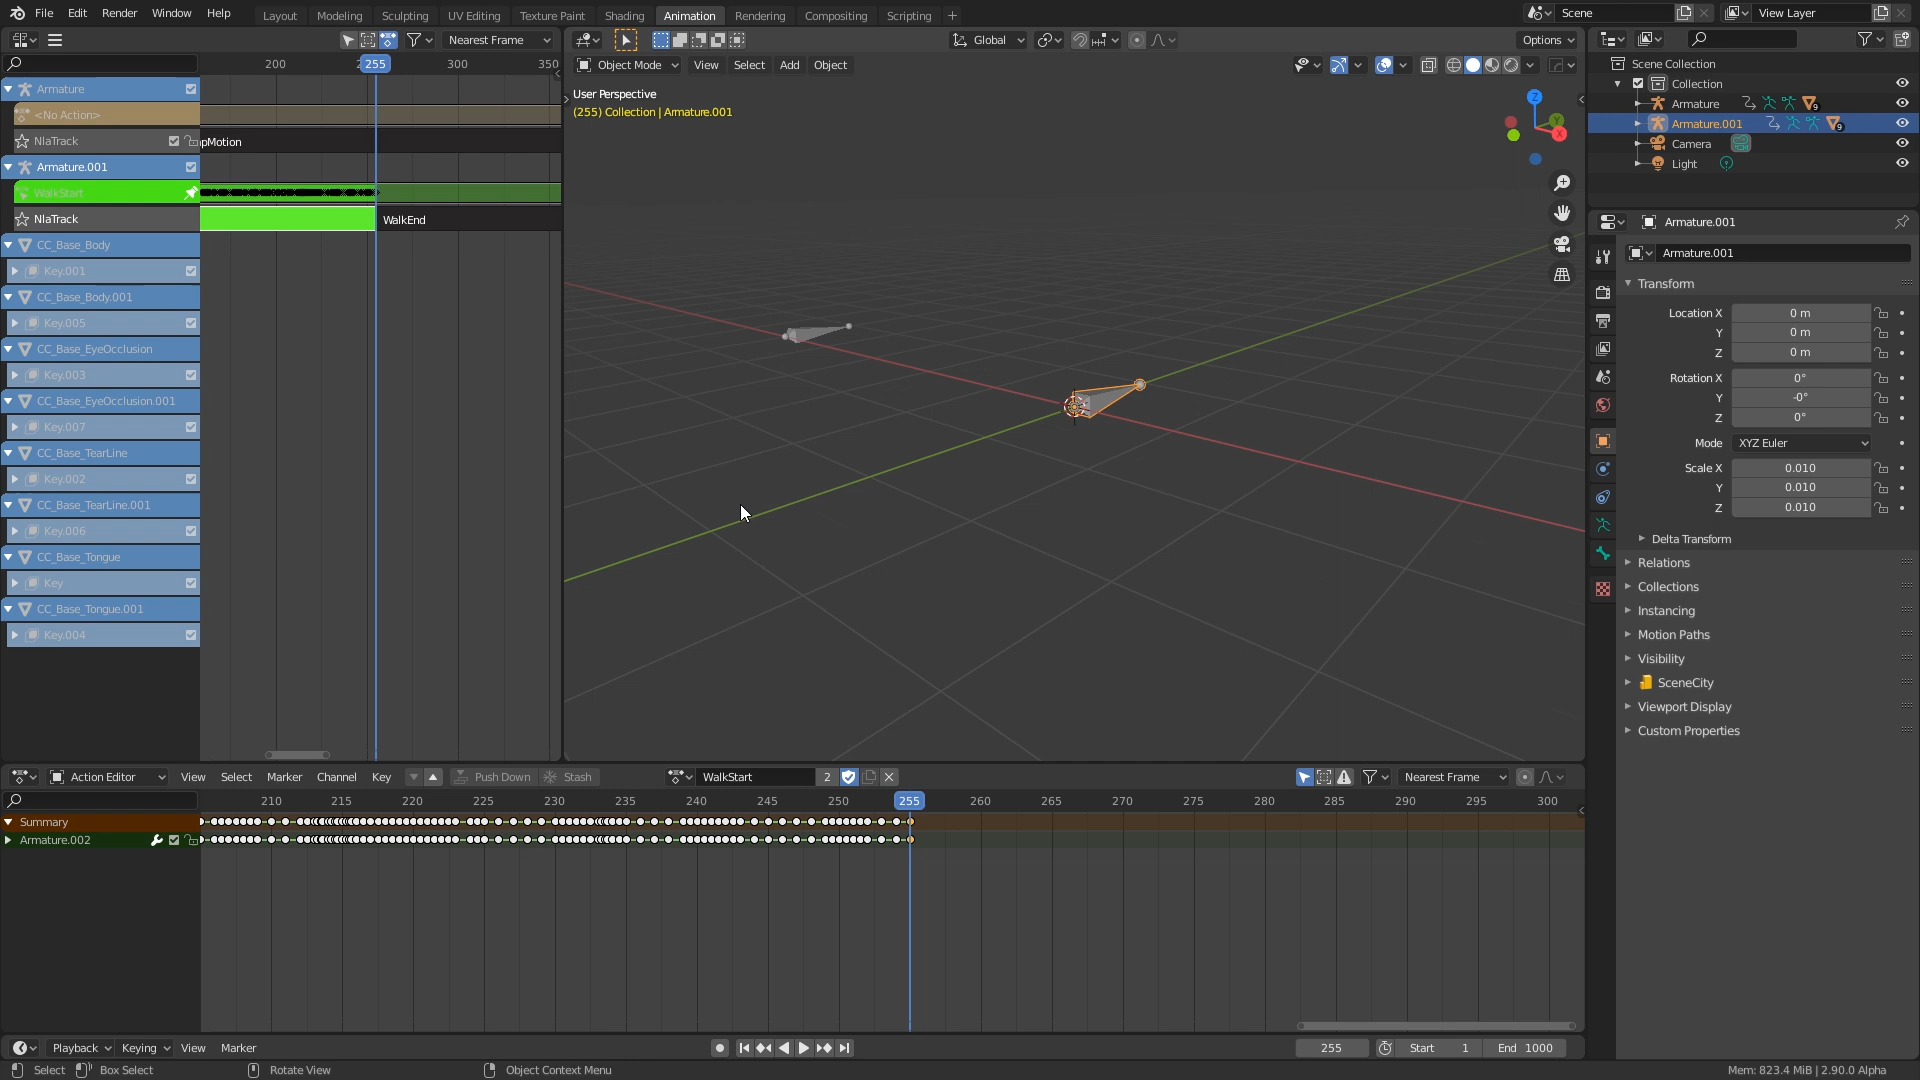 File Edit Render Window Help Layout Modeling Sculpting UV Editing Texture Paint Shading Animation Rendering Compositing Scripting + Scene View Layer
Nearest Frame Global Options
200 255 300 350
Object Mode View Select Add Object
User Perspective
(255) Collection | Armature.001
Z
Y
X
Armature
<No Action>
NlaTrack
pMotion
Armature.001
WalkStart
NlaTrack
WalkEnd
CC_Base_Body
Key.001
CC_Base_Body.001
Key.005
CC_Base_EyeOcclusion
Key.003
CC_Base_EyeOcclusion.001
Key.007
CC_Base_TearLine
Key.002
CC_Base_TearLine.001
Key.006
CC_Base_Tongue
Key
CC_Base_Tongue.001
Key.004
Scene Collection
Collection
Armature 9
Armature.001 9
Camera
Light
Armature.001
Armature.001
Transform
Location X 0 m
Y 0 m
Z 0 m
Rotation X 0°
Y -0°
Z 0°
Mode XYZ Euler
Scale X 0.010
Y 0.010
Z 0.010
Delta Transform
Relations
Collections
Instancing
Motion Paths
Visibility
SceneCity
Viewport Display
Custom Properties
Action Editor View Select Marker Channel Key Push Down Stash WalkStart 2 Nearest Frame
210 215 220 225 230 235 240 245 250 255 260 265 270 275 280 285 290 295 300
Summary
Armature.002
Playback Keying View Marker 255 Start 1 End 1000
Select Box Select Rotate View Object Context Menu Mem: 823.4 MiB | 2.90.0 Alpha